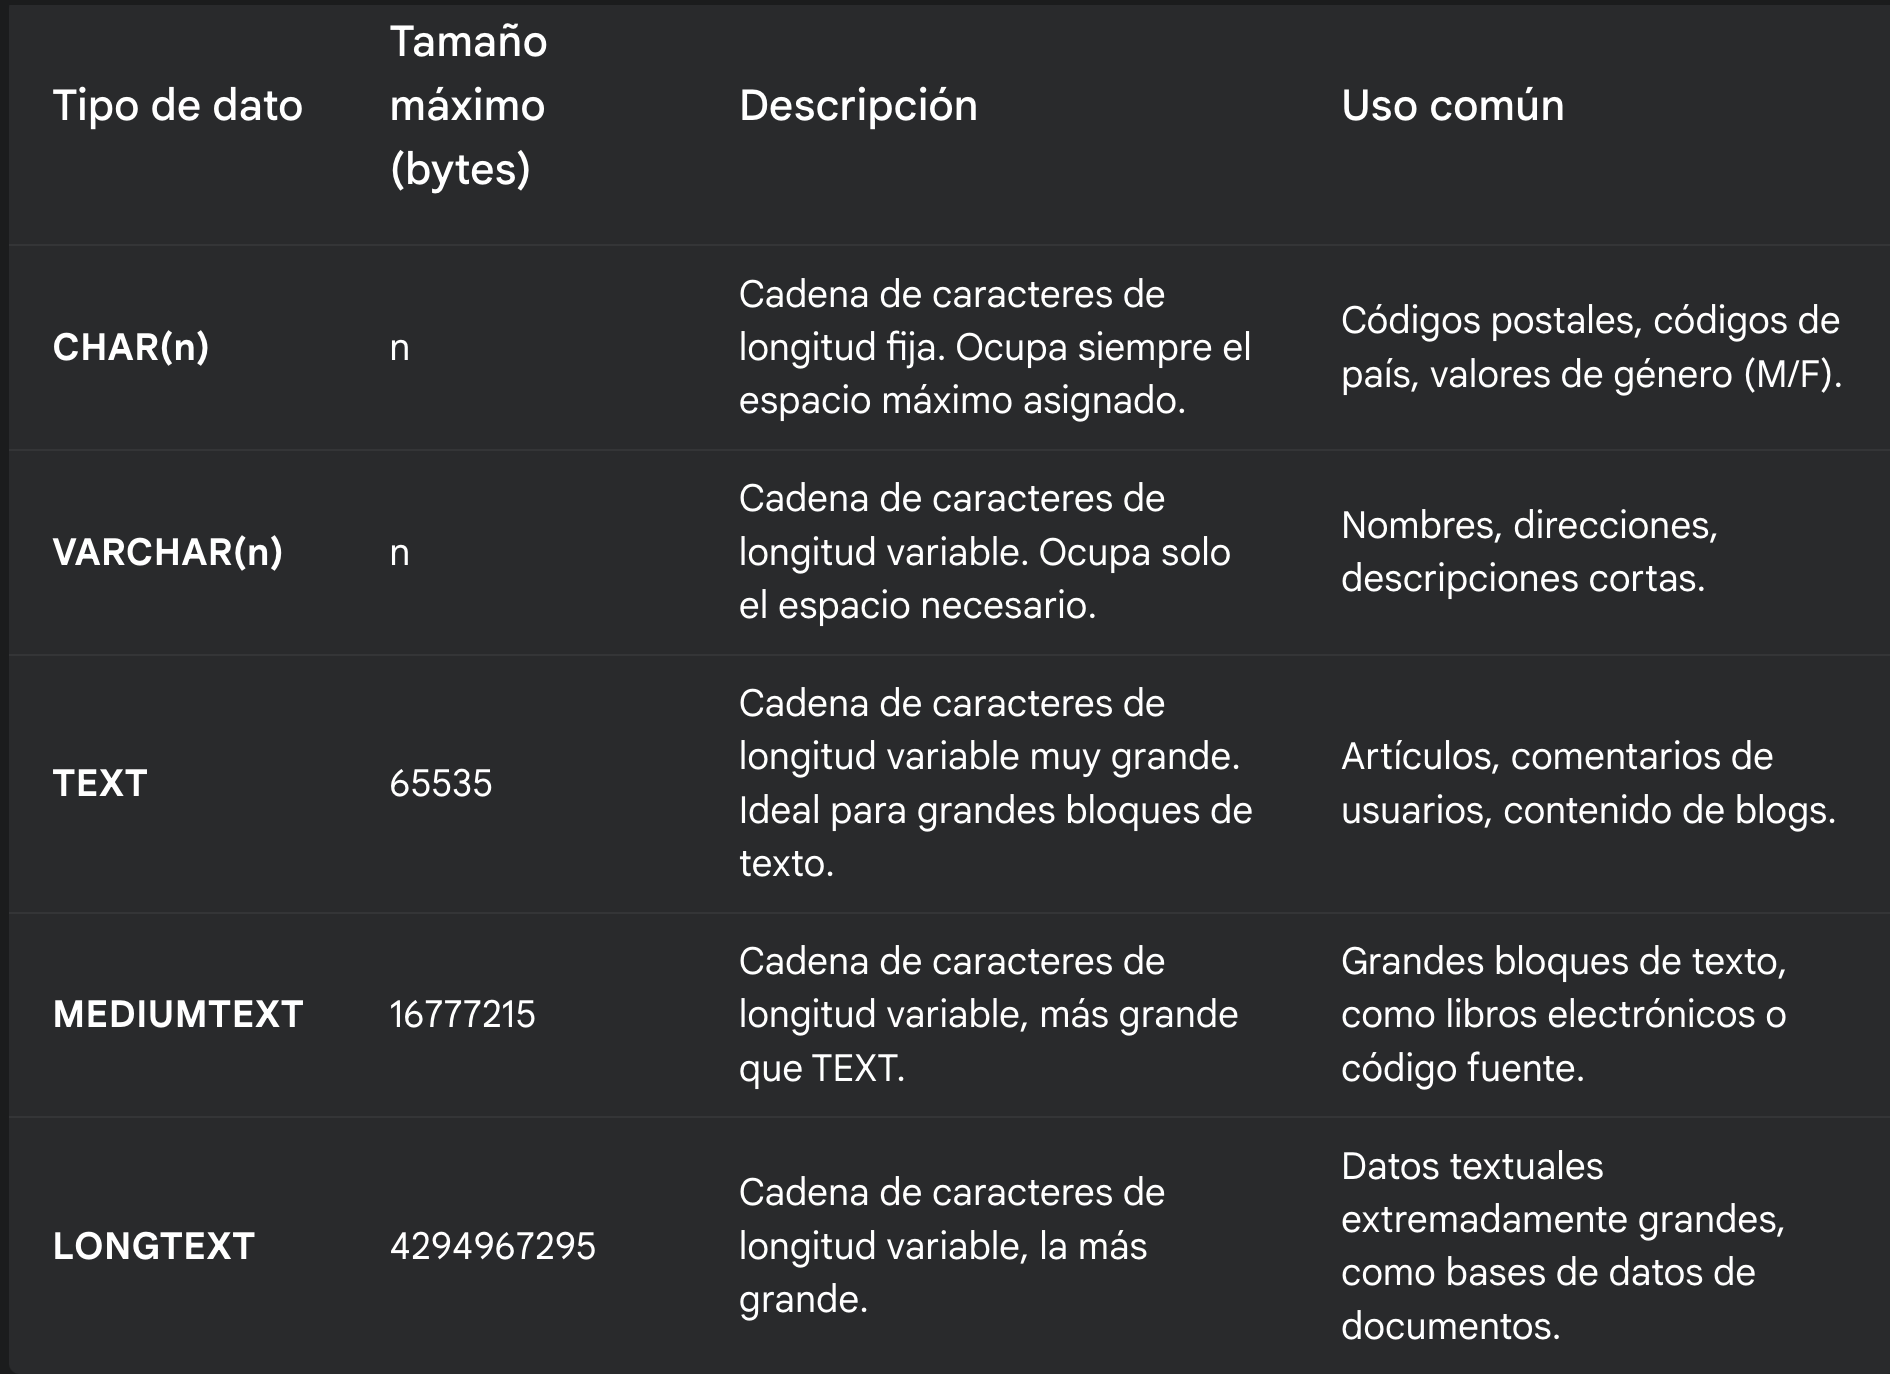 Tipo de dato
Tamaño
máximo
(bytes)
Descripción
Uso común
CHAR(n)
n
Cadena de caracteres de
longitud fija. Ocupa siempre el
espacio máximo asignado.
Códigos postales, códigos de
país, valores de género (M/F).
VARCHAR(n)
n
Cadena de caracteres de
longitud variable. Ocupa solo
el espacio necesario.
Nombres, direcciones,
descripciones cortas.
TEXT
65535
Cadena de caracteres de
longitud variable muy grande.
Ideal para grandes bloques de
texto.
Artículos, comentarios de
usuarios, contenido de blogs.
MEDIUMTEXT
16777215
Cadena de caracteres de
longitud variable, más grande
que TEXT.
Grandes bloques de texto,
como libros electrónicos o
código fuente.
LONGTEXT
4294967295
Cadena de caracteres de
longitud variable, la más
grande.
Datos textuales
extremadamente grandes,
como bases de datos de
documentos.